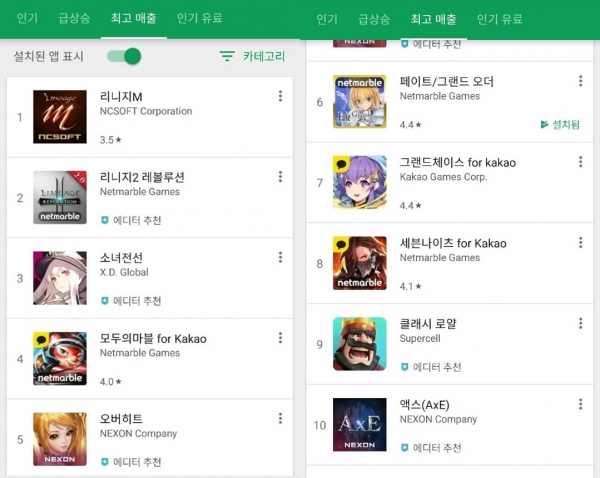 인기 급상승 최고 매출 인기 유료
설치된 앱 표시 카테고리
1
Lineage
M
NCSOFT
리니지M
NCSOFT Corporation
3.5★
2
2.0
LINEAGE
REVOLUTION
netmarble
리니지2 레볼루션
Netmarble Games
에디터 추천
3
소녀전선
X.D. Global
에디터 추천
4
netmarble
모두의마블 for Kakao
Netmarble Games
4.0★
5
NEXON
오버히트
NEXON Company
에디터 추천
인기 급상승 최고 매출 인기 유료
에디터 추천
6
netmarble
Fate
페이트/그랜드 오더
Netmarble Games
4.4★
설치됨
7
그랜드체이스 for kakao
Kakao Games Corp.
4.4★
8
netmarble
세븐나이츠 for Kakao
Netmarble Games
4.1★
9
클래시 로얄
Supercell
에디터 추천
10
AxE
NEXON
액스(AxE)
NEXON Company
에디터 추천